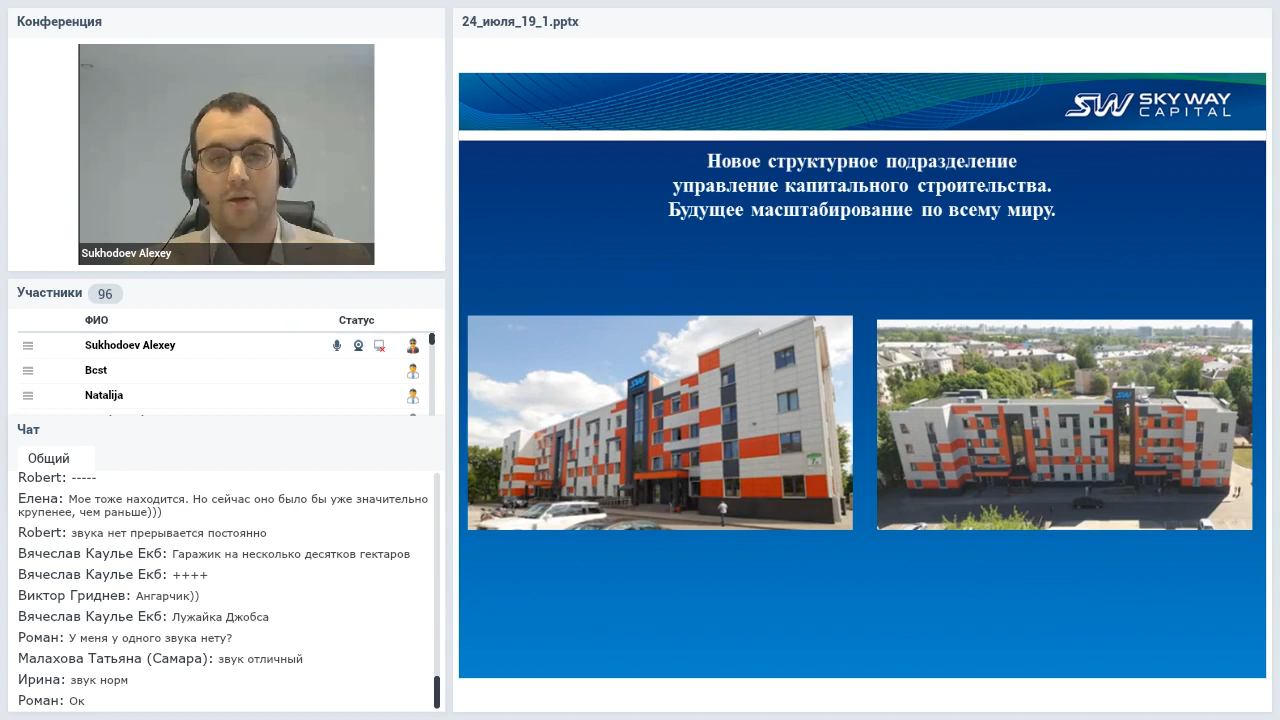 Конференция
Sukhodoev Alexey
Участники 96
ФИО Статус
Sukhodoev Alexey
Bcst
Natalija
Чат
Общий
Robert: -----
Елена: Мое тоже находится. Но сейчас оно было бы уже значительно
крупенее, чем раньше)))
Robert: звука нет прерывается постоянно
Вячеслав Каулье Екб: Гаражик на несколько десятков гектаров
Вячеслав Каулье Екб: ++++
Виктор Гриднев: Ангарчик))
Вячеслав Каулье Екб: Лужайка Джобса
Роман: У меня у одного звука нету?
Малахова Татьяна (Самара): звук отличный
Ирина: звук норм
Роман: Ок
24_июля_19_1.pptx
SW SKY WAY
CAPITAL
Новое структурное подразделение
управление капитального строительства.
Будущее масштабирование по всему миру.
SW
SW